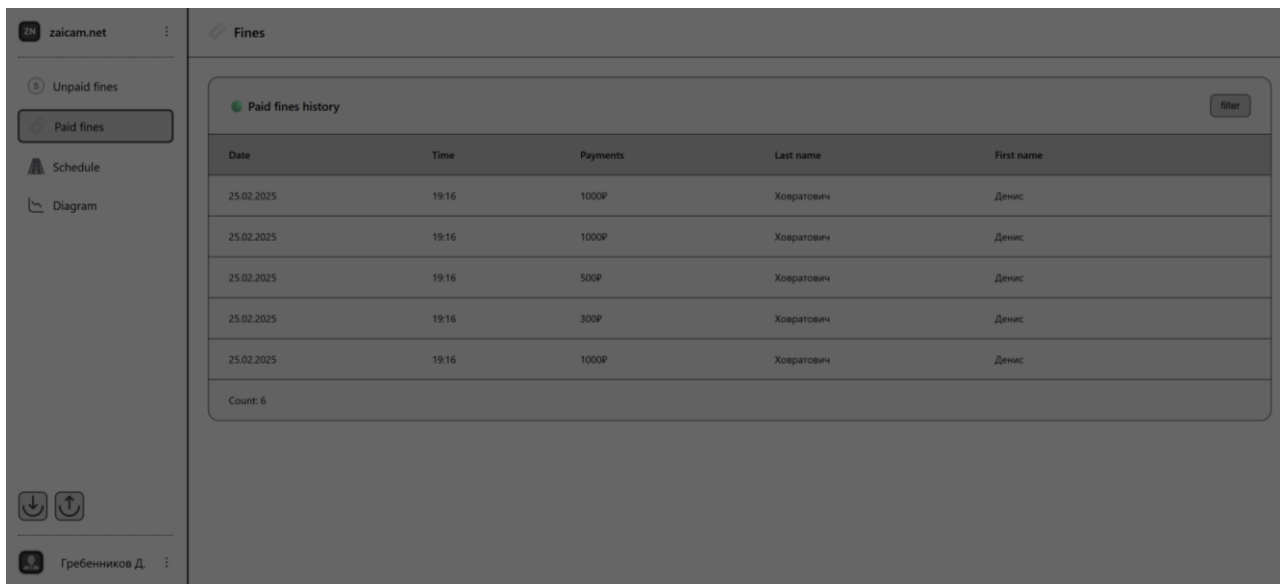 ZN zaicam.net
Unpaid fines
Paid fines
Schedule
Diagram
Гребенников Д.
Fines
Paid fines history
filter
Date Time Payments Last name First name
25.02.2025 19:16 1000₽ Ховратович Денис
25.02.2025 19:16 1000₽ Ховратович Денис
25.02.2025 19:16 500₽ Ховратович Денис
25.02.2025 19:16 300₽ Ховратович Денис
25.02.2025 19:16 1000₽ Ховратович Денис
Count: 6